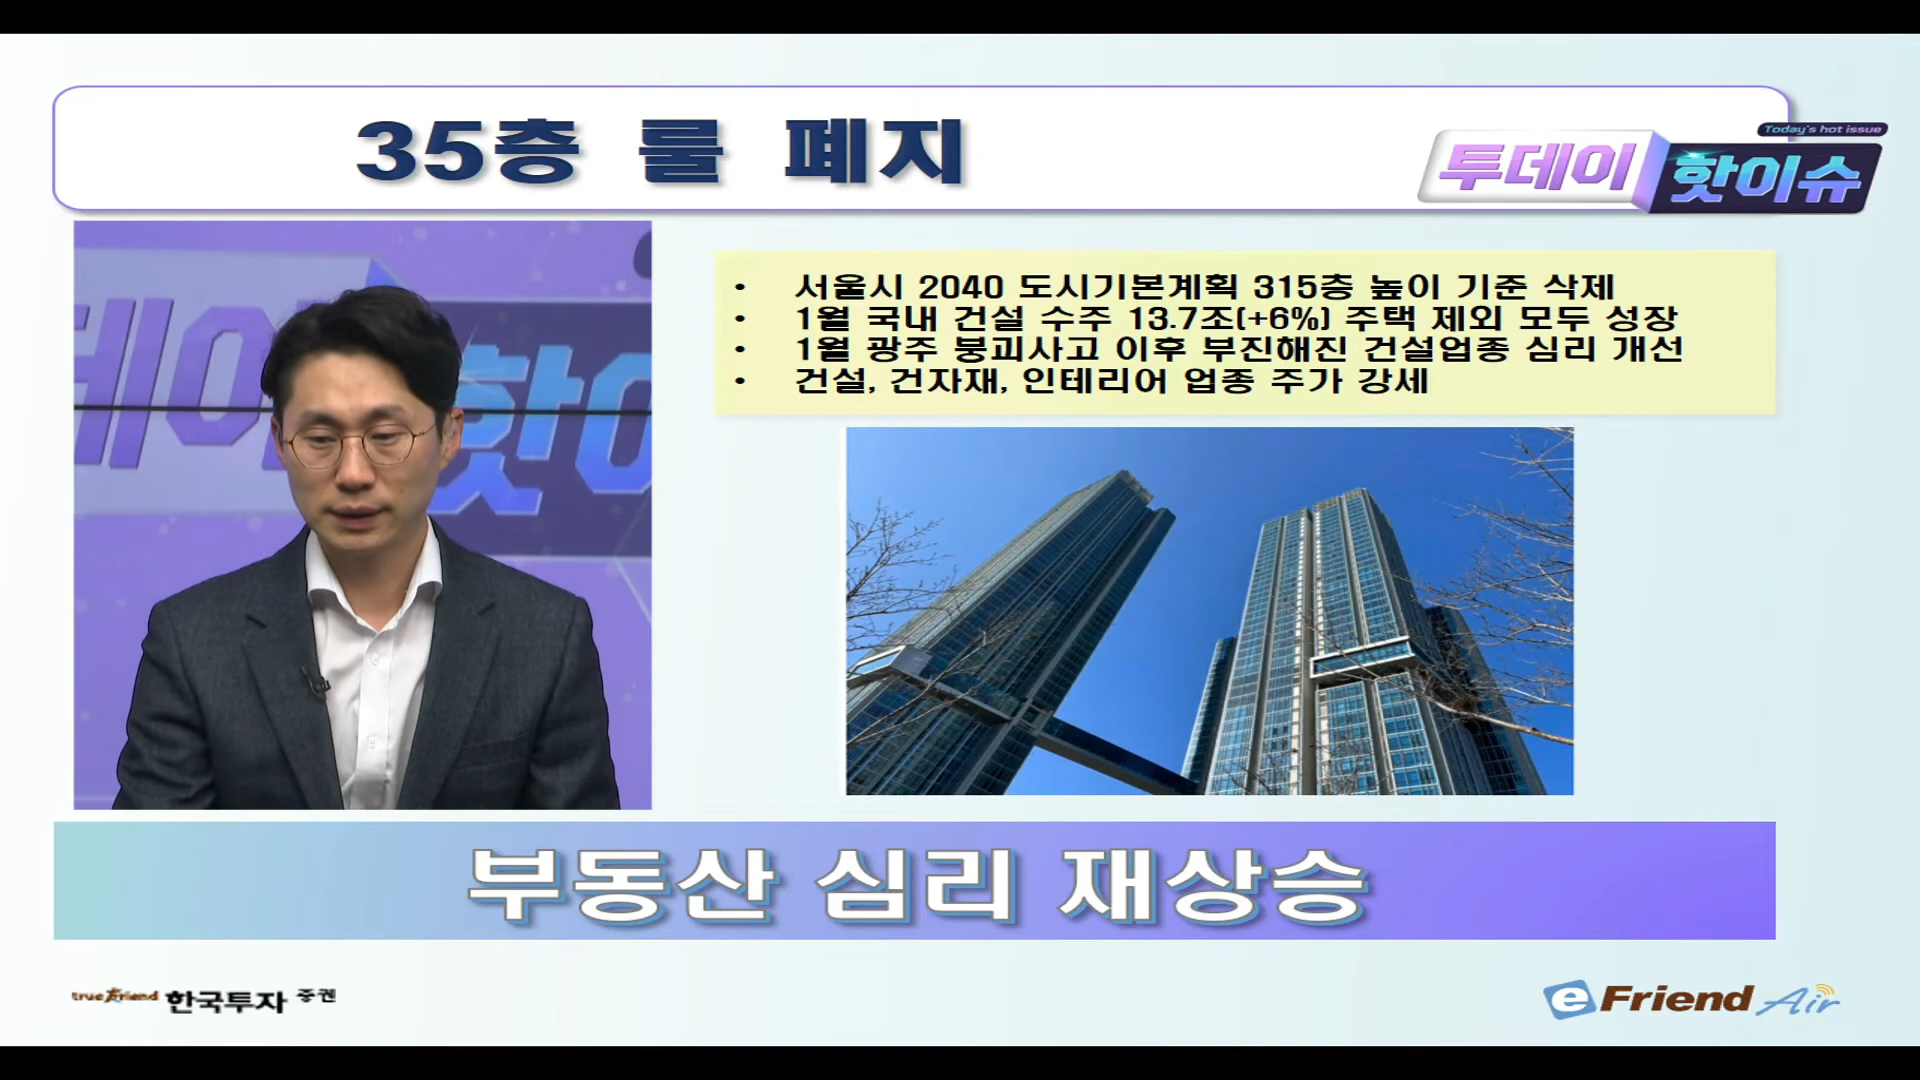 35층 룰 폐지
Today's hot issue
투데이 핫이슈
• 서울시 2040 도시기본계획 315층 높이 기준 삭제
• 1월 국내 건설 수주 13.7조(+6%) 주택 제외 모두 성장
• 1월 광주 붕괴사고 이후 부진해진 건설업종 심리 개선
• 건설, 건자재, 인테리어 업종 주가 강세
데이 핫이
부동산 심리 재상승
true Friend 한국투자 증권
eFriend Air